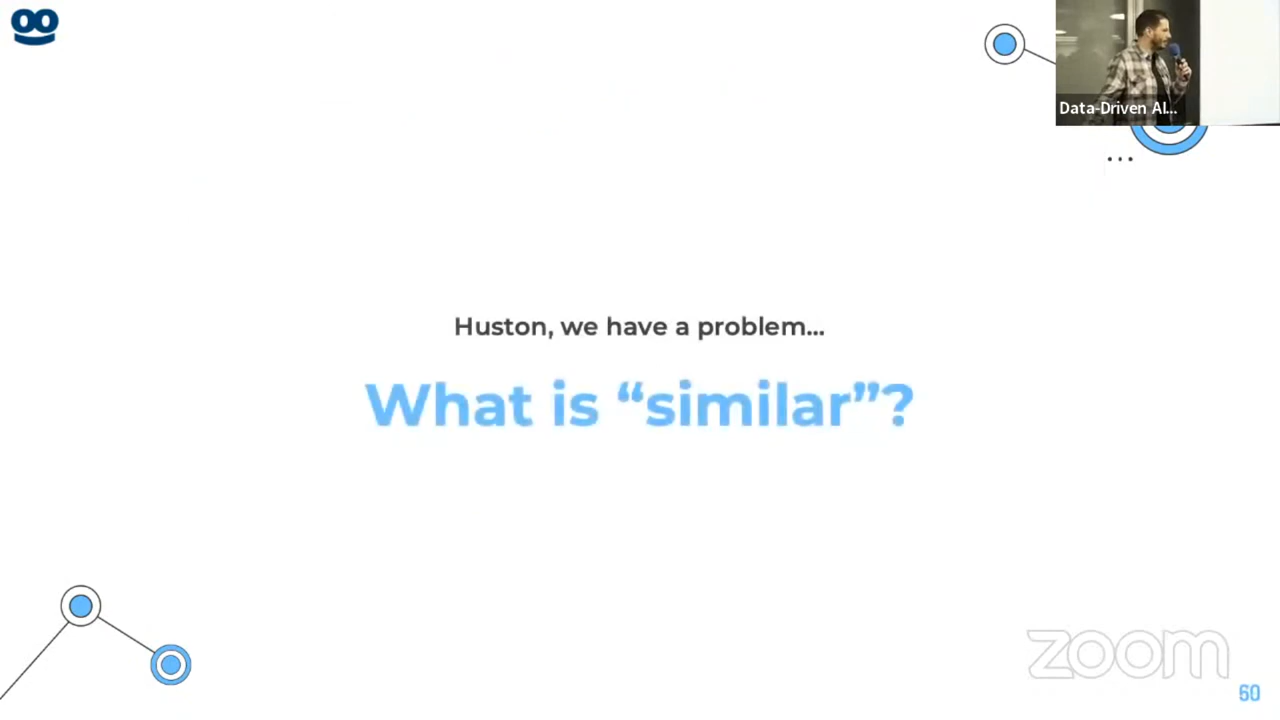 Data-Driven AI...
Huston, we have a problem...
What is “similar”?
zoom
60